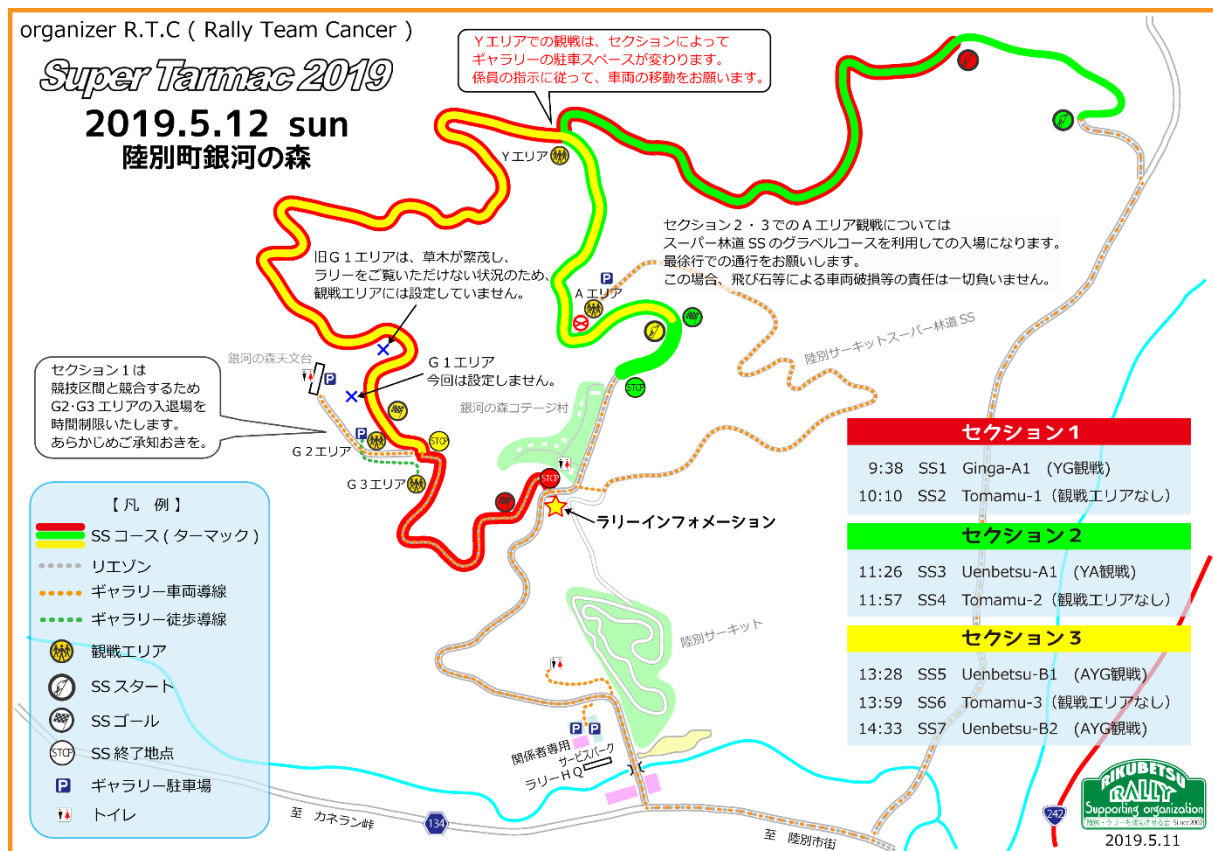 organizer R.T.C ( Rally Team Cancer )
Super Tarmac 2019
2019.5.12 sun
陸別町銀河の森
Yエリアでの観戦は、セクションによって
ギャラリーの駐車スペースが変わります。
係員の指示に従って、車両の移動をお願います。
Yエリア
セクション2・3でのAエリア観戦については
スーパー林道SSのグラベルコースを利用しての入場になります。
最徐行での通行をお願いします。
この場合、飛び石等による車両破損等の責任は一切負いません。
旧G1エリアは、草木が繁茂し、
ラリーをご覧いただけない状況のため、
観戦エリアには設定していません。
P
Aエリア
陸別サーキットスーパー林道SS
銀河の森天文台
P
G1エリア
今回は設定しません。
セクション1は
競技区間と競合するため
G2・G3エリアの入退場を
時間制限いたします。
あらかじめご承知おきを。
STOP
銀河の森コテージ村
P
STOP
G2エリア
G3エリア
STOP
ラリーインフォメーション
セクション1
9:38 SS1 Ginga-A1 (YG観戦)
10:10 SS2 Tomamu-1(観戦エリアなし)
セクション2
11:26 SS3 Uenbetsu-A1 (YA観戦)
11:57 SS4 Tomamu-2(観戦エリアなし)
セクション3
13:28 SS5 Uenbetsu-B1 (AYG観戦)
13:59 SS6 Tomamu-3(観戦エリアなし)
14:33 SS7 Uenbetsu-B2 (AYG観戦)
【凡 例】
SSコース(ターマック)
リエゾン
ギャラリー車両導線
ギャラリー徒歩導線
観戦エリア
SSスタート
SSゴール
STOP SS終了地点
P ギャラリー駐車場
トイレ
陸別サーキット
P P
関係者専用
サービスパーク
ラリーHQ
至 カネラン峠
134
至 陸別市街
242
RIKUBETSU
RALLY
Supporting organization
陸別・ラリーを成功させる会 Since2007
2019.5.11